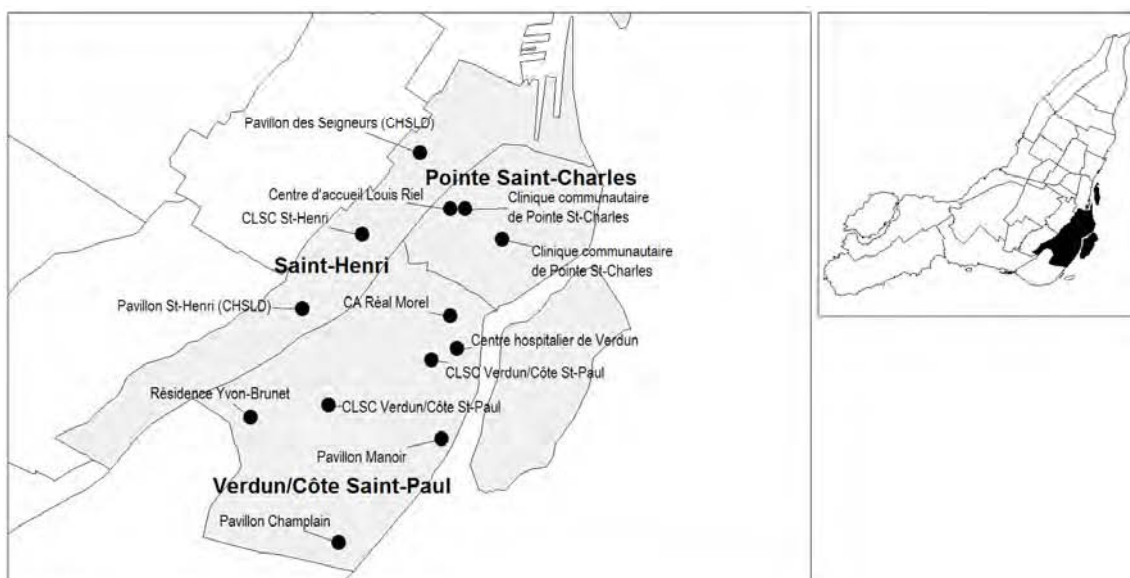 Pavillon des Seigneurs (CHSLD)
Pointe Saint-Charles
Centre d'accueil Louis Riel
Clinique communautaire
de Pointe St-Charles
CLSC St-Henri
Clinique communautaire
de Pointe St-Charles
Saint-Henri
Pavillon St-Henri (CHSLD)
CA Réal Morel
Centre hospitalier de Verdun
CLSC Verdun/Côte St-Paul
Résidence Yvon-Brunet
CLSC Verdun/Côte St-Paul
Pavillon Manoir
Verdun/Côte Saint-Paul
Pavillon Champlain